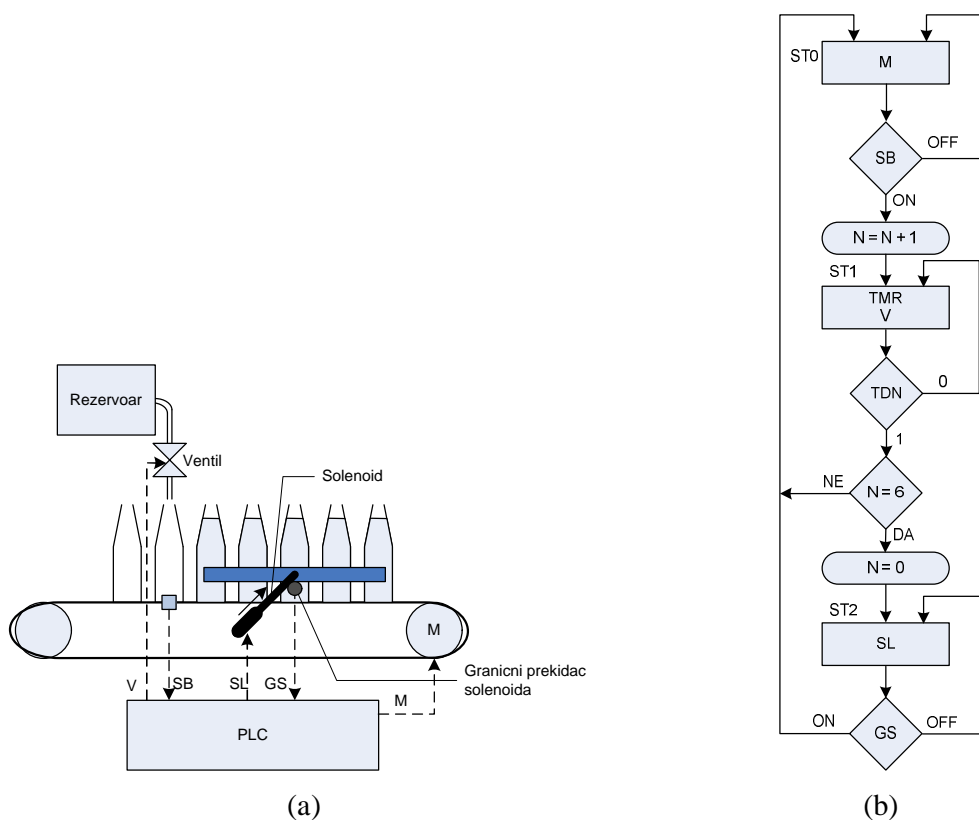 Rezervoar
Ventil
Solenoid
M
Granicni prekidac
solenoida
V
SB
SL
GS
M
PLC
(a)
ST0
M
SB
OFF
ON
N = N + 1
ST1
TMR
V
TDN
0
1
NE
N = 6
DA
N = 0
ST2
SL
ON
GS
OFF
(b)